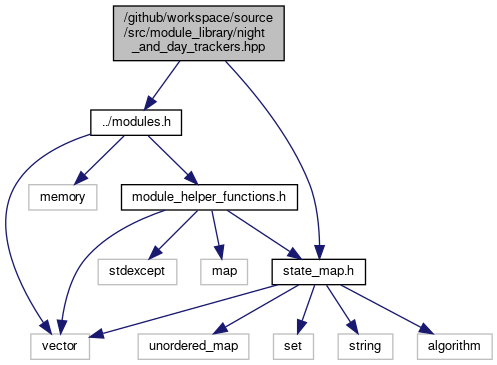 /github/workspace/source
/src/module_library/night
_and_day_trackers.hpp
../modules.h
memory
module_helper_functions.h
stdexcept
map
state_map.h
vector
unordered_map
set
string
algorithm